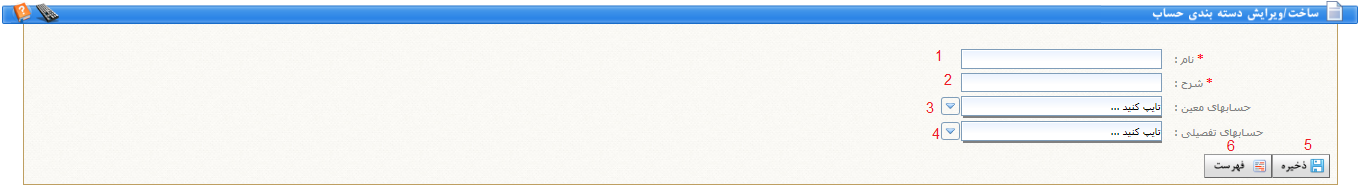 ساخت/ویرایش دسته بندی حساب
* نام : 1
* شرح : 2
حسابهای معین : تایپ کنید ... 3
حسابهای تفصیلی : تایپ کنید ... 4
5 6
ذخیره فهرست